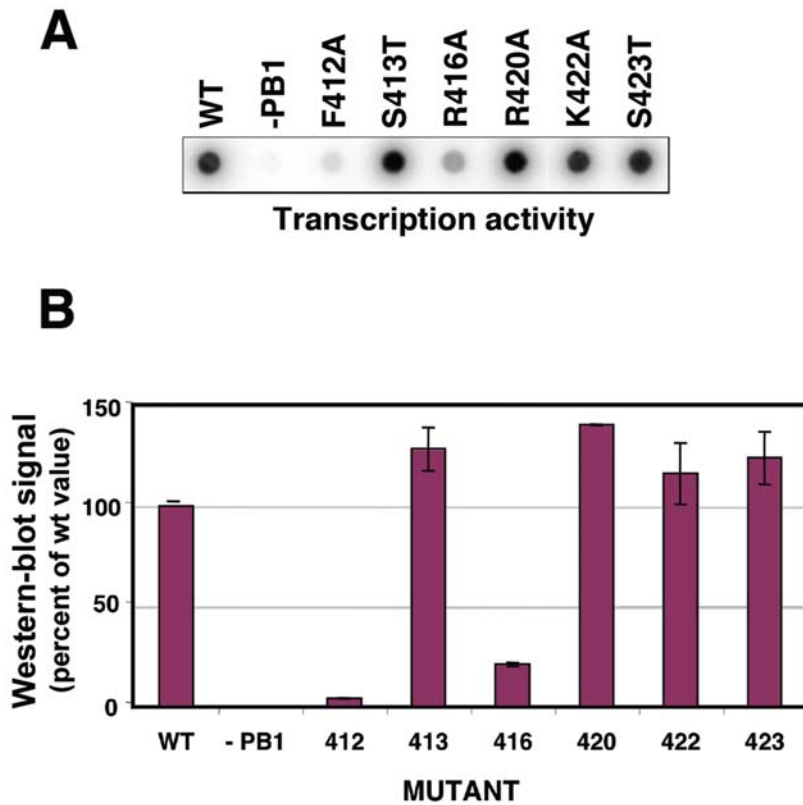 A
WT -PB1 F412A S413T R416A R420A K422A S423T
Transcription activity
B
Western-blot signal
(percent of wt value)
150
100
50
0
WT - PB1 412 413 416 420 422 423
MUTANT